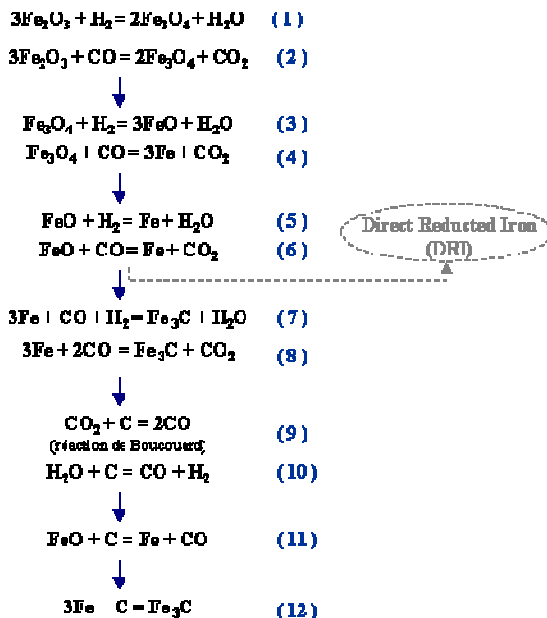 3Fe₂O₃ + H₂ = 2Fe₃O₄ + H₂O (1)
3Fe₂O₃ + CO = 2Fe₃O₄ + CO₂ (2)
Fe₃O₄ + H₂ = 3FeO + H₂O (3)
Fe₃O₄ + CO = 3Fe + CO₂ (4)
FeO + H₂ = Fe + H₂O (5)
FeO + CO = Fe + CO₂ (6)
Direct Reducted Iron
(DRI)
3Fe + CO + H₂ = Fe₃C + H₂O (7)
3Fe + 2CO = Fe₃C + CO₂ (8)
CO₂ + C = 2CO (9)
(réaction de Boucouard)
H₂O + C = CO + H₂ (10)
FeO + C = Fe + CO (11)
3Fe C = Fe₃C (12)